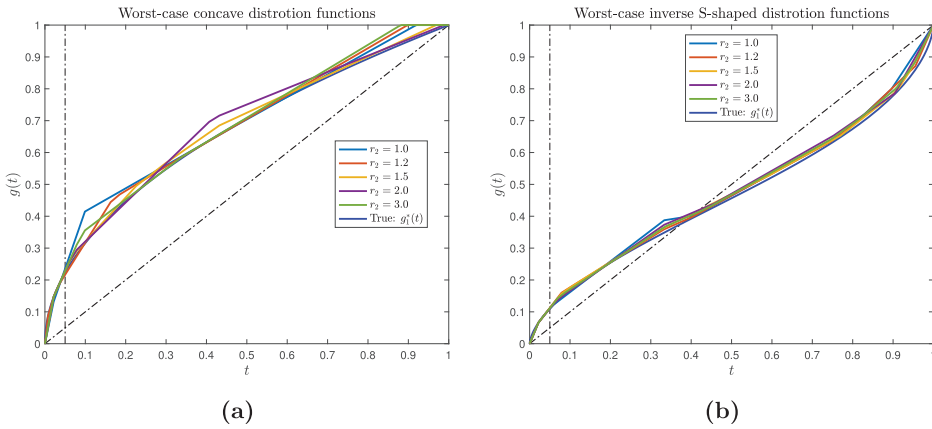 Worst-case concave distrotion functions
1
0.9
0.8
0.7
0.6
0.5
0.4
0.3
0.2
0.1
0
g(t)
r₂ = 1.0
r₂ = 1.2
r₂ = 1.5
r₂ = 2.0
r₂ = 3.0
True: g₁*(t)
0 0.1 0.2 0.3 0.4 0.5 0.6 0.7 0.8 0.9 1
t
(a)
Worst-case inverse S-shaped distrotion functions
1
0.9
0.8
0.7
0.6
0.5
0.4
0.3
0.2
0.1
0
g(t)
r₂ = 1.0
r₂ = 1.2
r₂ = 1.5
r₂ = 2.0
r₂ = 3.0
True: g₁*(t)
0 0.1 0.2 0.3 0.4 0.5 0.6 0.7 0.8 0.9 1
t
(b)